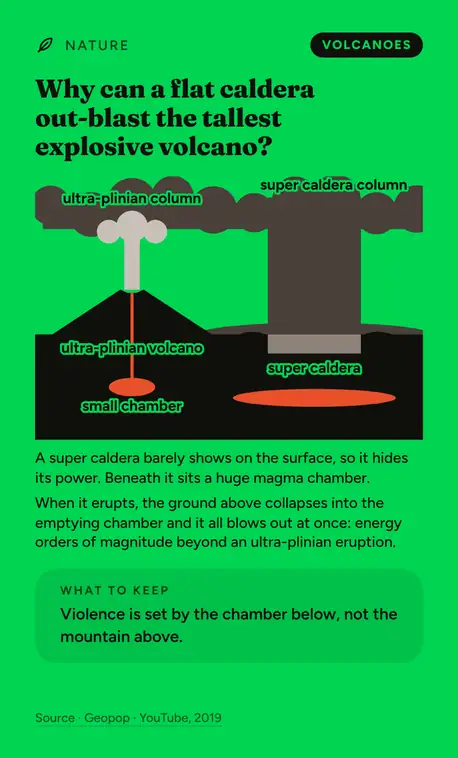 NATURE
VOLCANOES
Why can a flat caldera
out-blast the tallest
explosive volcano?
super caldera column
ultra-plinian column
ultra-plinian volcano
super caldera
small chamber
A super caldera barely shows on the surface, so it hides
its power. Beneath it sits a huge magma chamber.
When it erupts, the ground above collapses into the
emptying chamber and it all blows out at once: energy
orders of magnitude beyond an ultra-plinian eruption.
WHAT TO KEEP
Violence is set by the chamber below, not the
mountain above.
Source · Geopop · YouTube, 2019